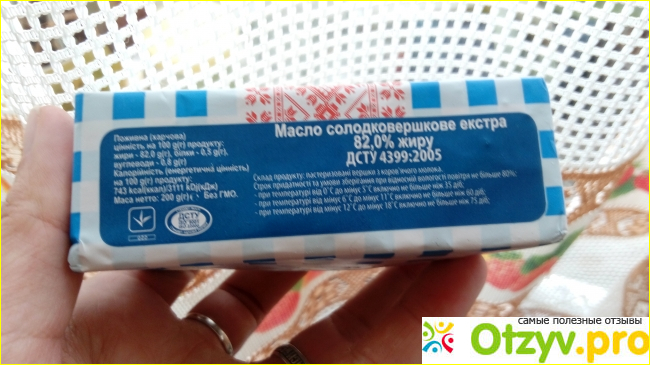 Поживна (харчова)
цінність на 100 g(г) продукту:
жири - 82,0 g(г), білки - 0,5 g(г),
вуглеводи - 0,8 g(г).
Калорійність (енергетична цінність)
на 100 g(г) продукту:
743 kcal(ккал)/3111 kDj(кДж)
Маса нетто: 200 g(г) • Без ГМО.
ДСТУ
Масло солодковершкове екстра
82,0% жиру
ДСТУ 4399:2005
Склад продукту: пастеризовані вершки з коров'ячого молока.
Строк придатності та умови зберігання при відносній вологості повітря не більше 80%:
- при температурі від 0˚С до мінус 5˚С включно не більше ніж 35 діб;
- при температурі від мінус 6˚С до мінус 11˚С включно не більше ніж 60 діб;
- при температурі від мінус 12˚С до мінус 18˚С включно не більше ніж 75 діб;
самые полезные отзывы
Otzyv.pro